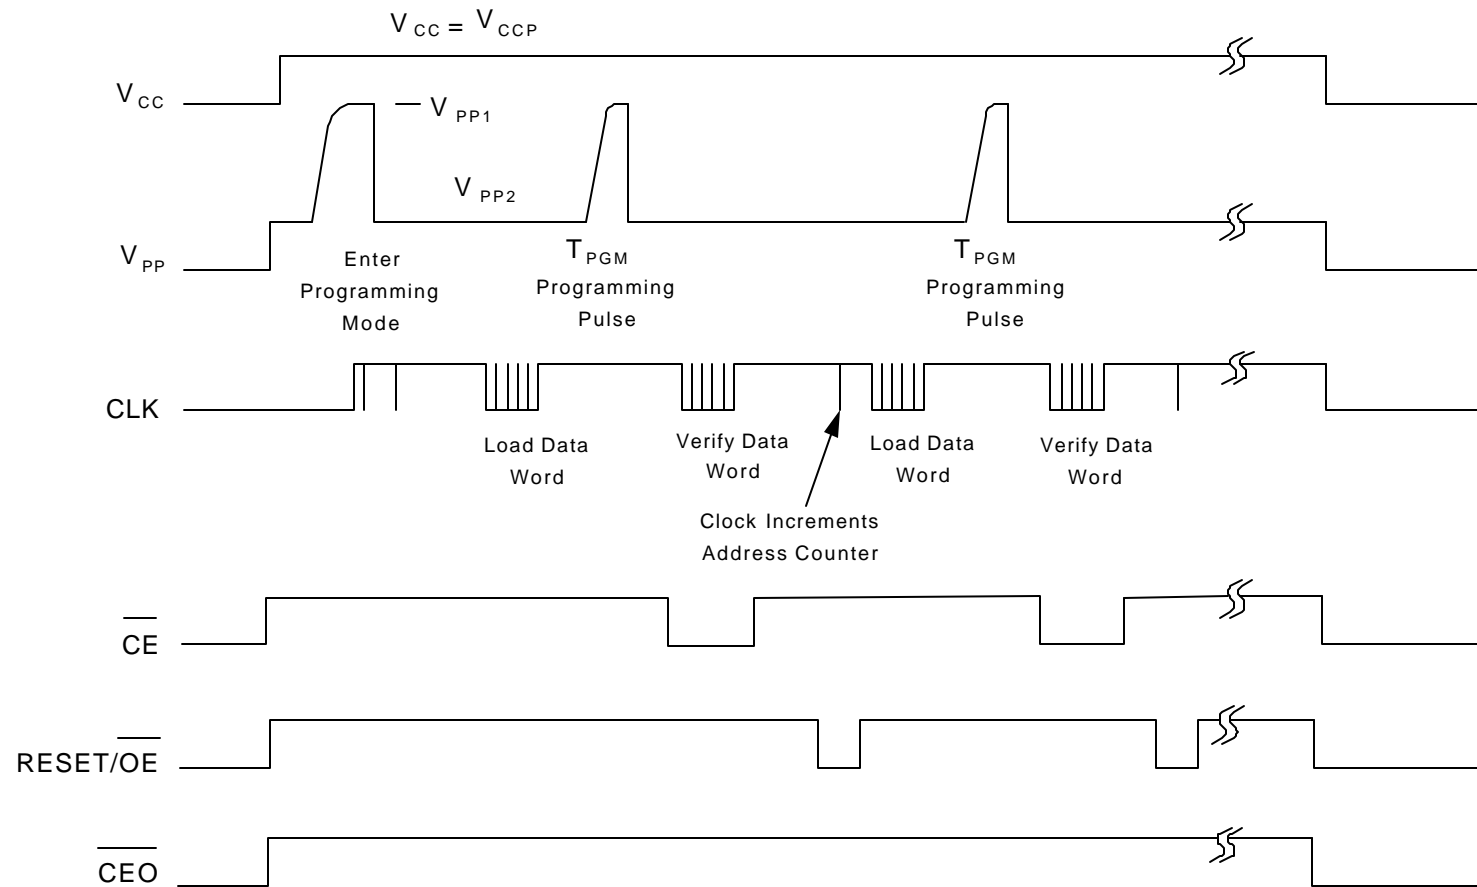 V CC = V CCP
V CC
V PP1
V PP2
V PP
Enter
Programming
Mode
T PGM
Programming
Pulse
T PGM
Programming
Pulse
CLK
Load Data
Word
Verify Data
Word
Load Data
Word
Verify Data
Word
Clock Increments
Address Counter
CE
RESET/OE
CEO